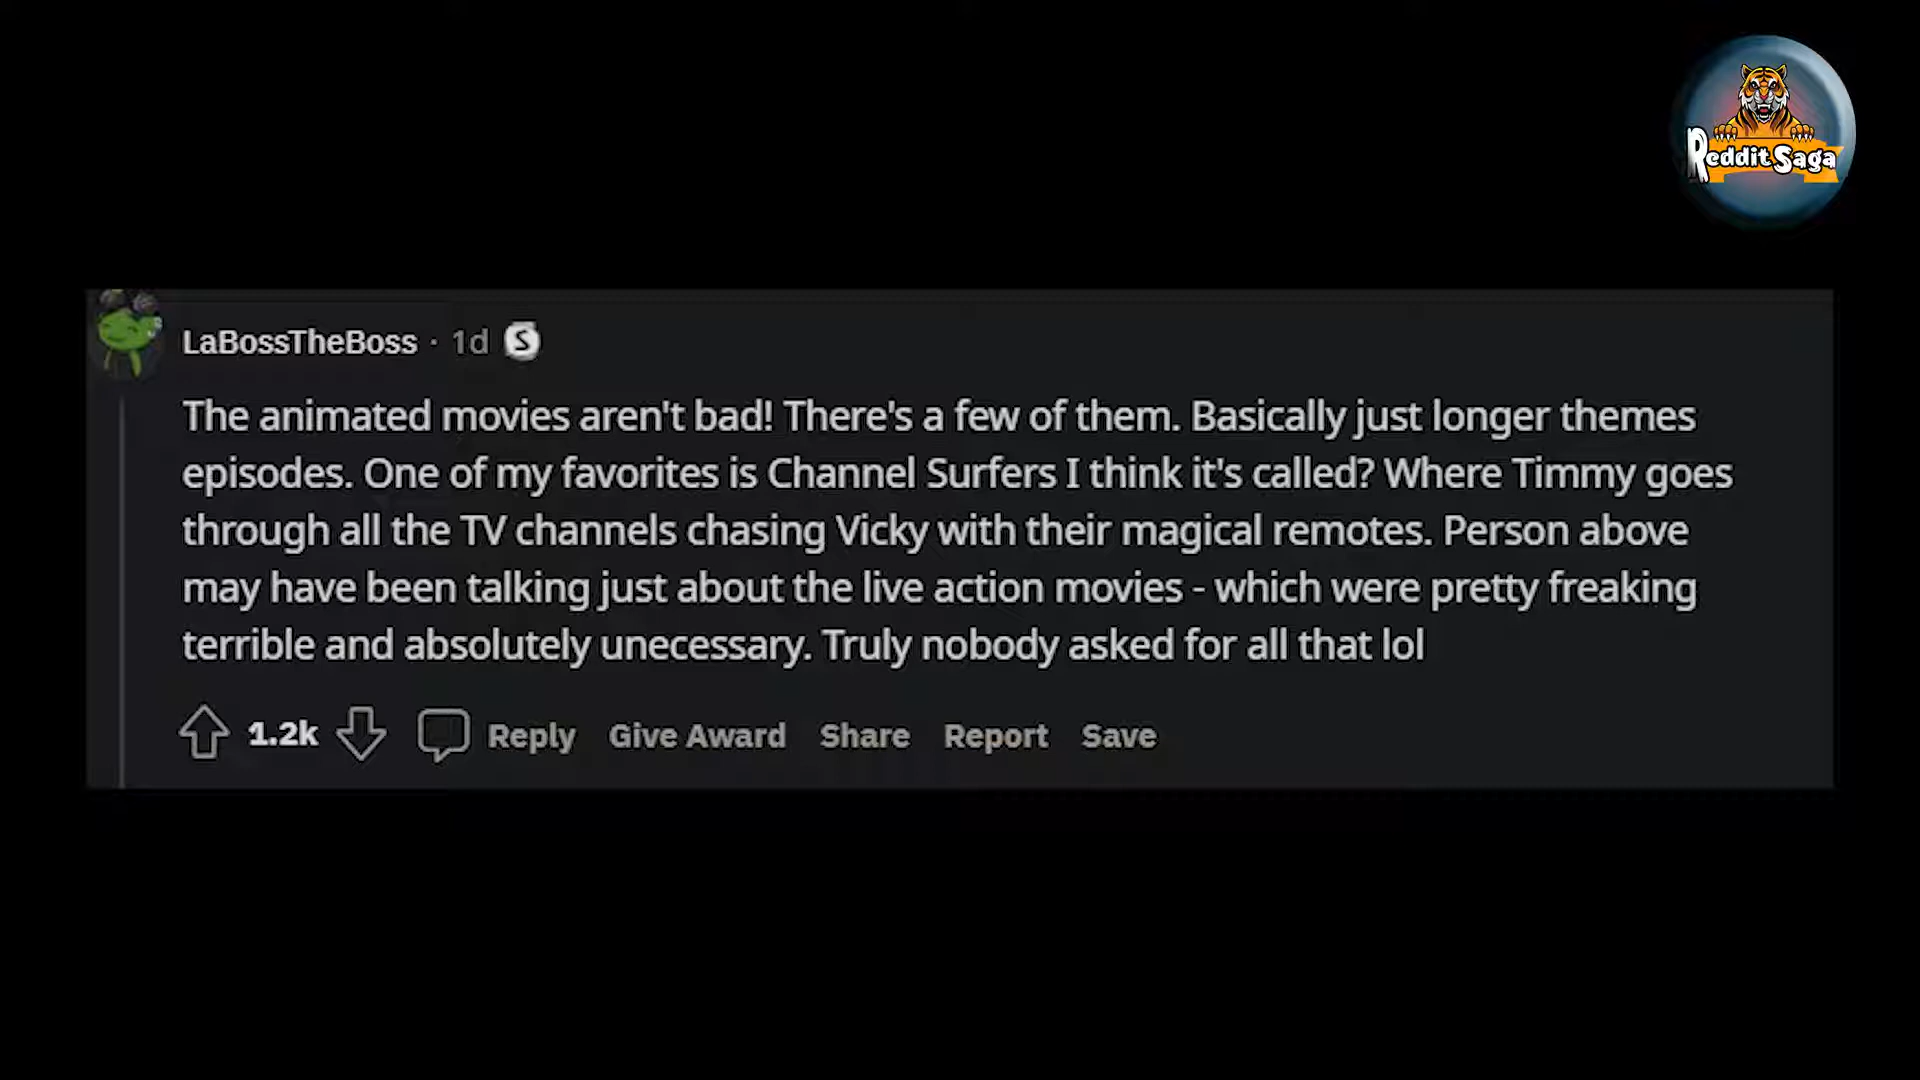 Reddit Saga
LaBossTheBoss · 1d S
The animated movies aren't bad! There's a few of them. Basically just longer themes
episodes. One of my favorites is Channel Surfers I think it's called? Where Timmy goes
through all the TV channels chasing Vicky with their magical remotes. Person above
may have been talking just about the live action movies - which were pretty freaking
terrible and absolutely unecessary. Truly nobody asked for all that lol
1.2k Reply Give Award Share Report Save